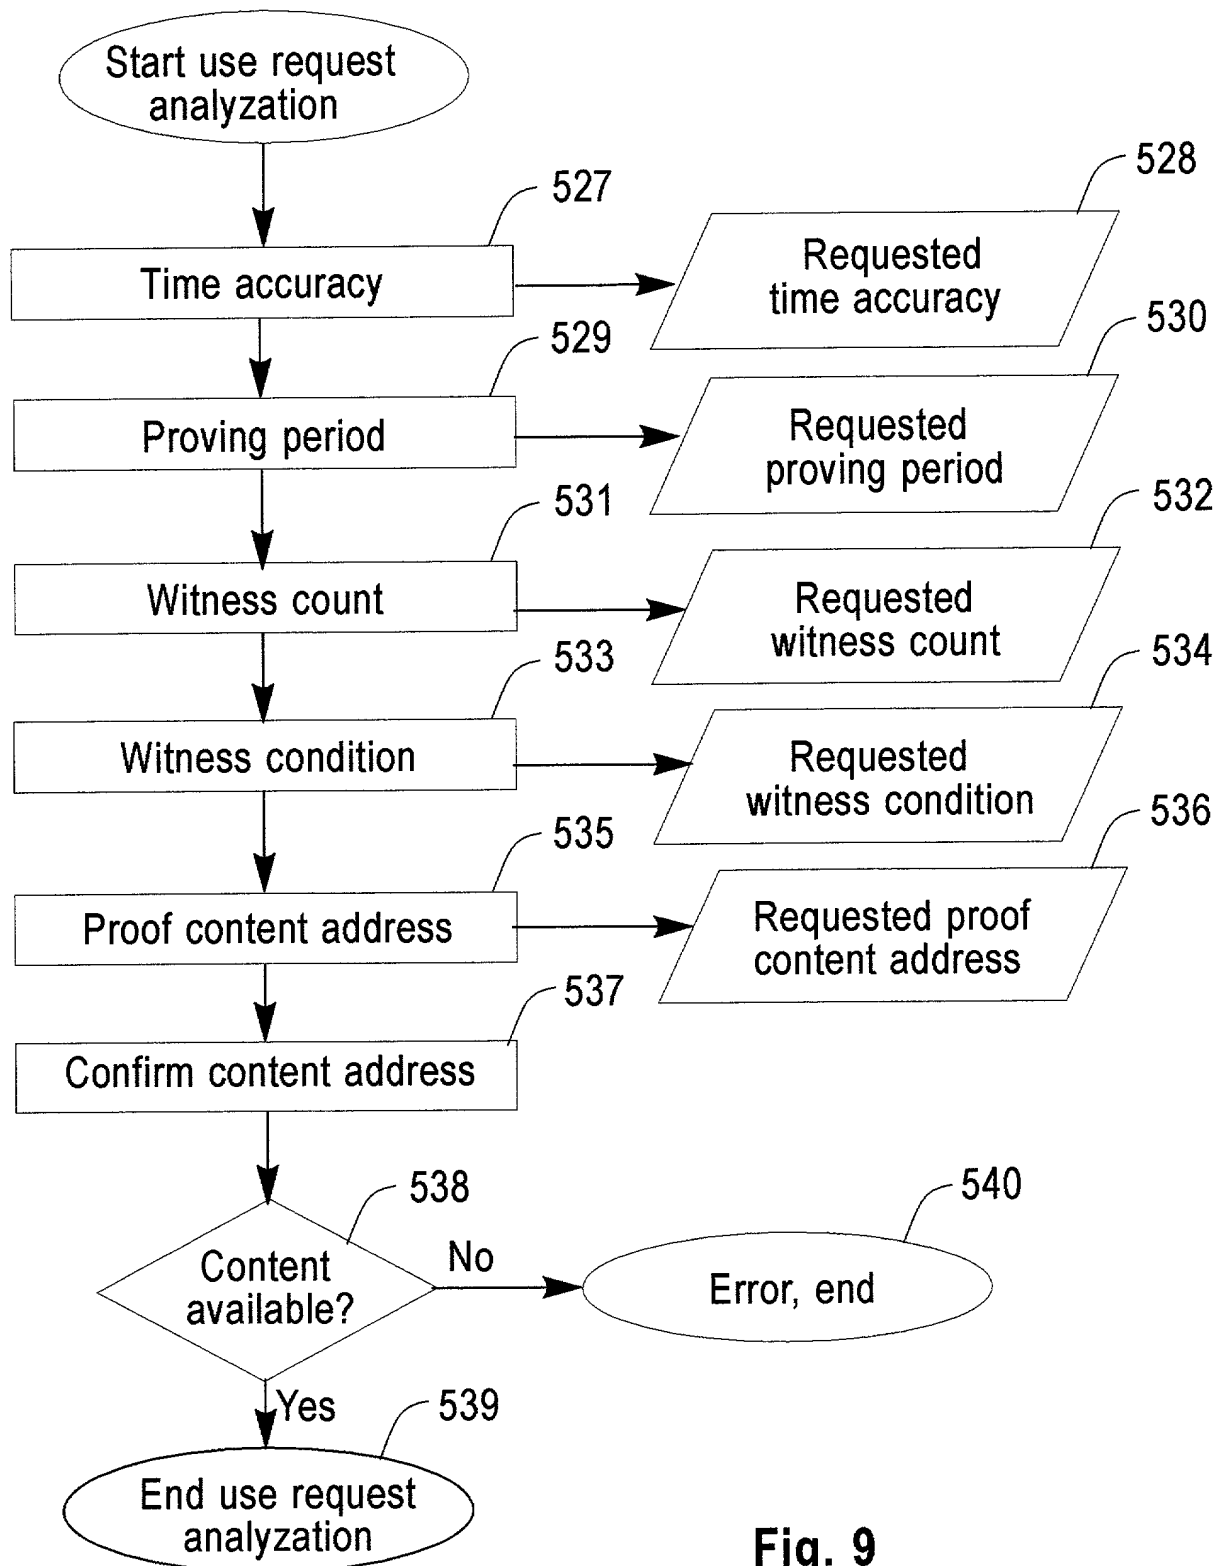 Start use request
analyzation
527
528
Time accuracy
Requested
time accuracy
529
530
Proving period
Requested
proving period
531
532
Witness count
Requested
witness count
533
534
Witness condition
Requested
witness condition
535
536
Proof content address
Requested proof
content address
537
Confirm content address
538
540
Content
available?
No
Error, end
Yes
539
End use request
analyzation
Fig. 9